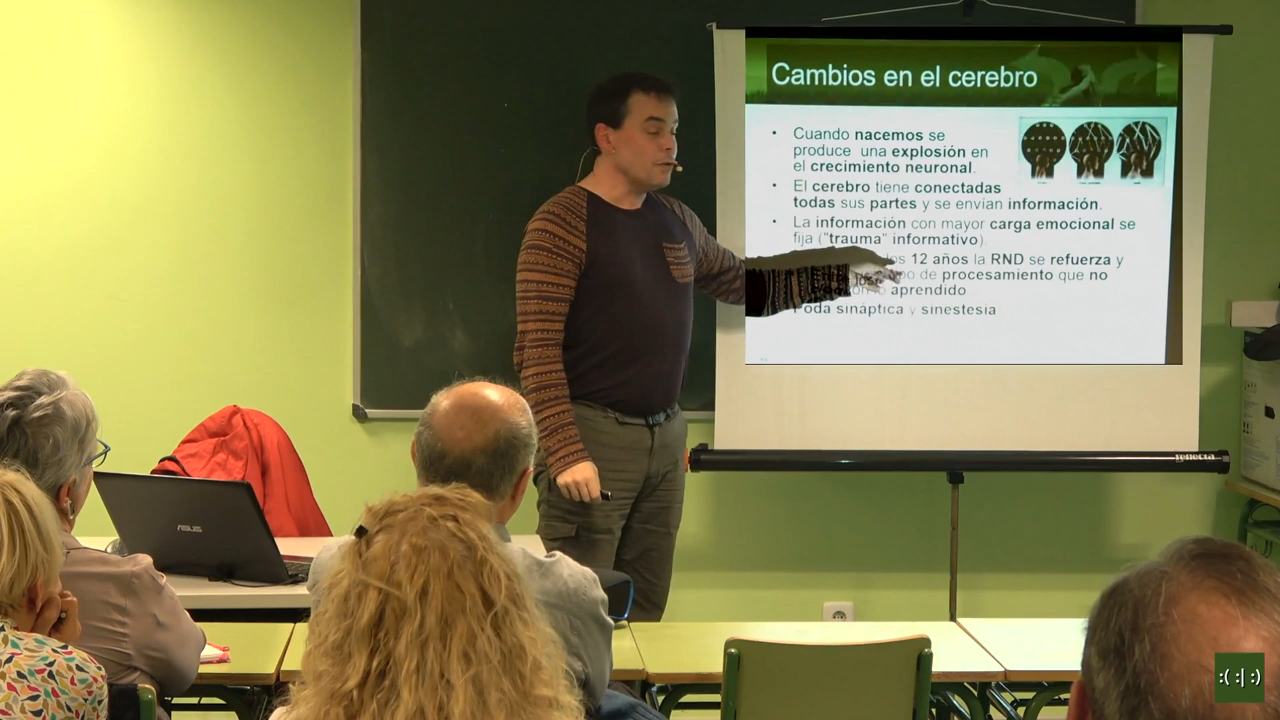 Cambios en el cerebro
• Cuando nacemos se
produce una explosión en
el crecimiento neuronal.
• El cerebro tiene conectadas
todas sus partes y se envían información.
• La información con mayor carga emocional se
fija ("trauma" informativo)
12 años la RND se refuerza y
de procesamiento que no
aprendido
Poda sináptica y sinestesia
reflecta
ASUS
:( :| :)